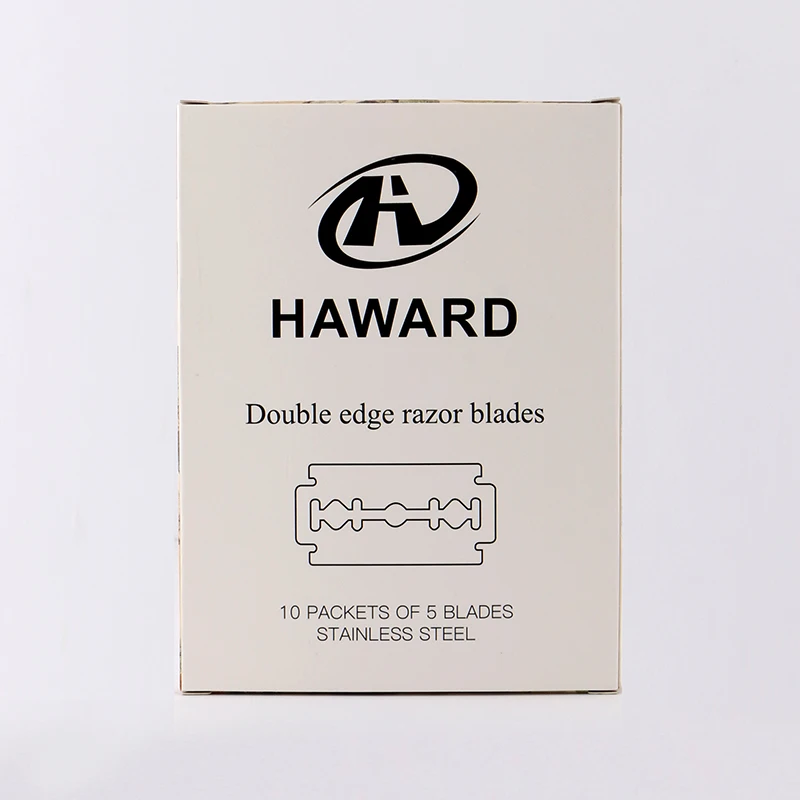 HAWARD
Double edge razor blades
10 PACKETS OF 5 BLADES
STAINLESS STEEL